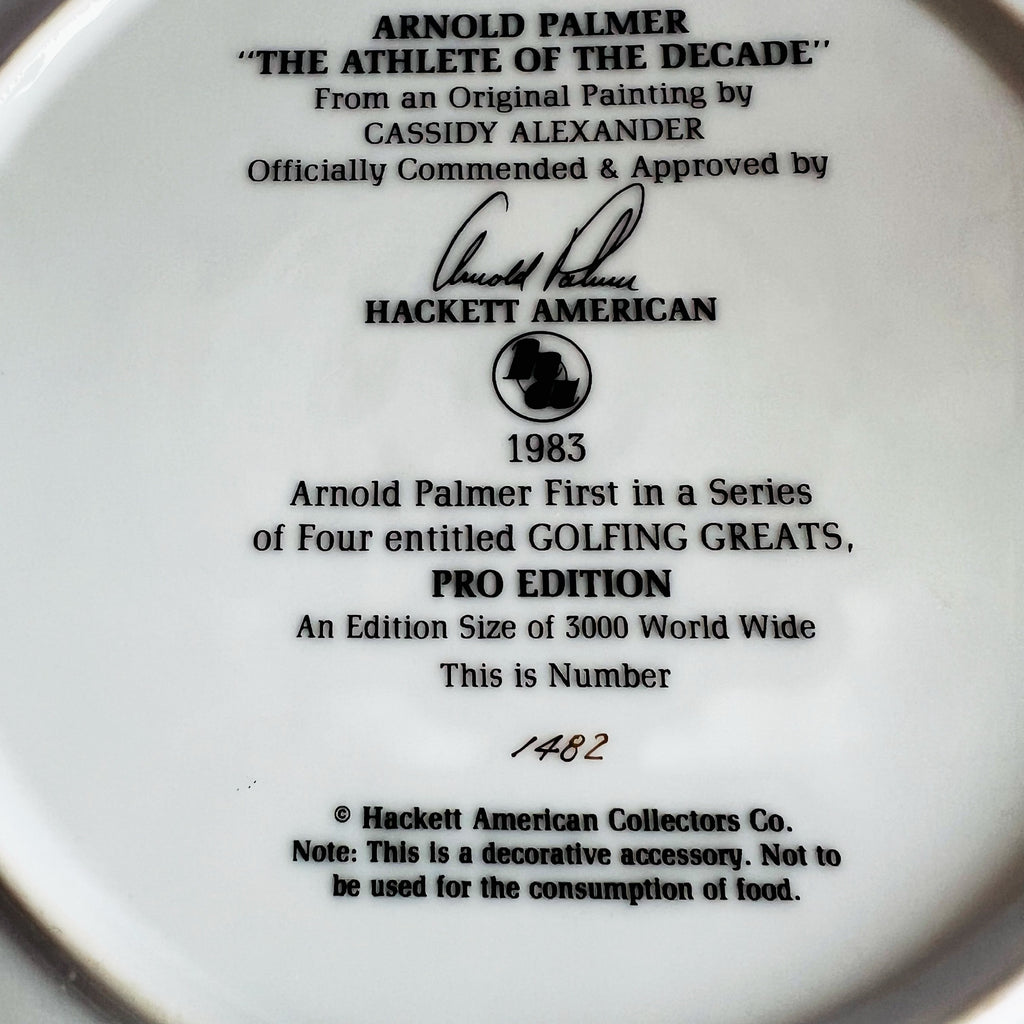 ARNOLD PALMER
"THE ATHLETE OF THE DECADE"
From an Original Painting by
CASSIDY ALEXANDER
Officially Commended & Approved by
Arnold Palmer
HACKETT AMERICAN
1983
Arnold Palmer First in a Series
of Four entitled GOLFING GREATS,
PRO EDITION
An Edition Size of 3000 World Wide
This is Number
1482
© Hackett American Collectors Co.
Note: This is a decorative accessory. Not to
be used for the consumption of food.